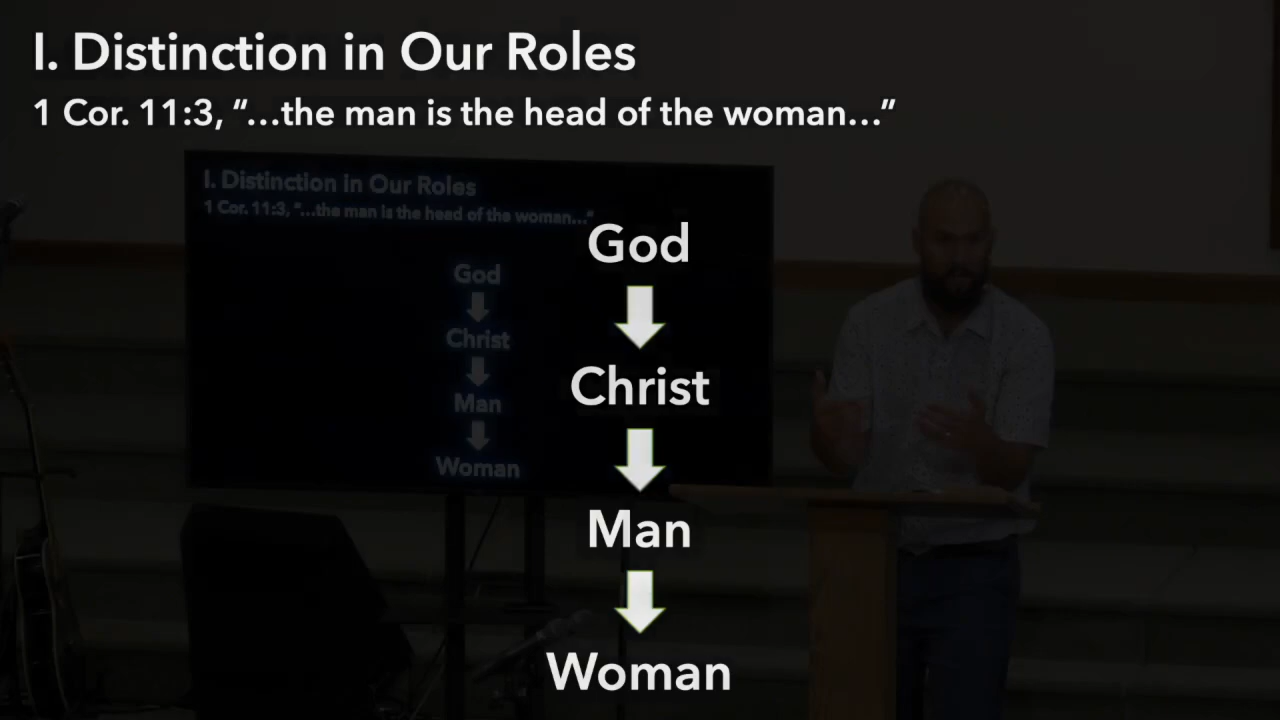 I. Distinction in Our Roles
1 Cor. 11:3, “...the man is the head of the woman...”
God
Christ
Man
Woman
I. Distinction in Our Roles
1 Cor. 11:3, “...the man is the head of the woman...”
God
Christ
Man
Woman